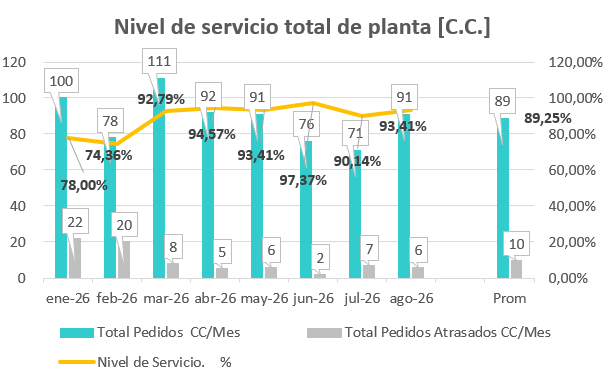 Nivel de servicio total de planta [C.C.]
120 120,00%
100 100,00%
80 80,00%
60 60,00%
40 40,00%
20 20,00%
0 0,00%
100 78 111 92 91 76 71 91 89
78,00% 74,36% 92,79% 94,57% 93,41% 97,37% 90,14% 93,41% 89,25%
22 20 8 5 6 2 7 6 10
ene-26 feb-26 mar-26 abr-26 may-26 jun-26 jul-26 ago-26 Prom
Total Pedidos CC/Mes Total Pedidos Atrasados CC/Mes
Nivel de Servicio. %